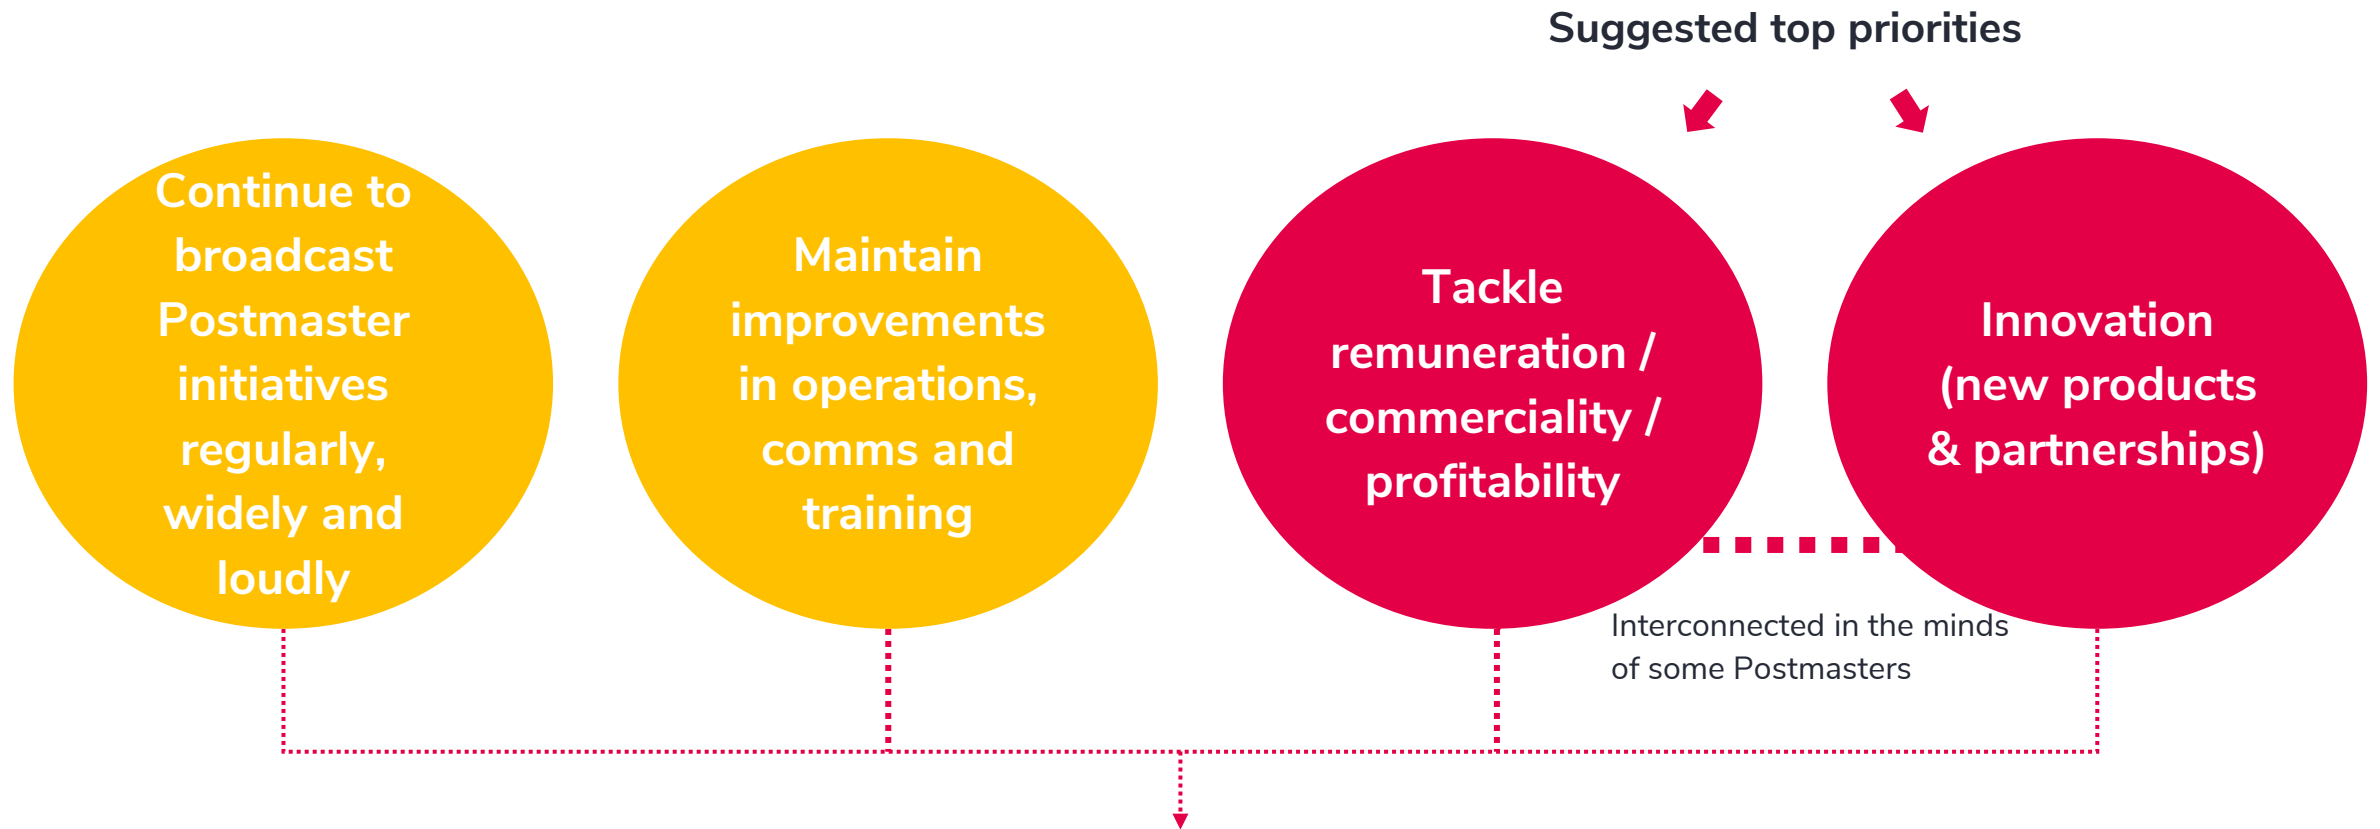 Suggested top priorities
Continue to
broadcast
Postmaster
initiatives
regularly,
widely and
loudly
Maintain
improvements
in operations,
comms and
training
Tackle
remuneration /
commerciality /
profitability
Innovation
(new products
& partnerships)
Interconnected in the minds
of some Postmasters